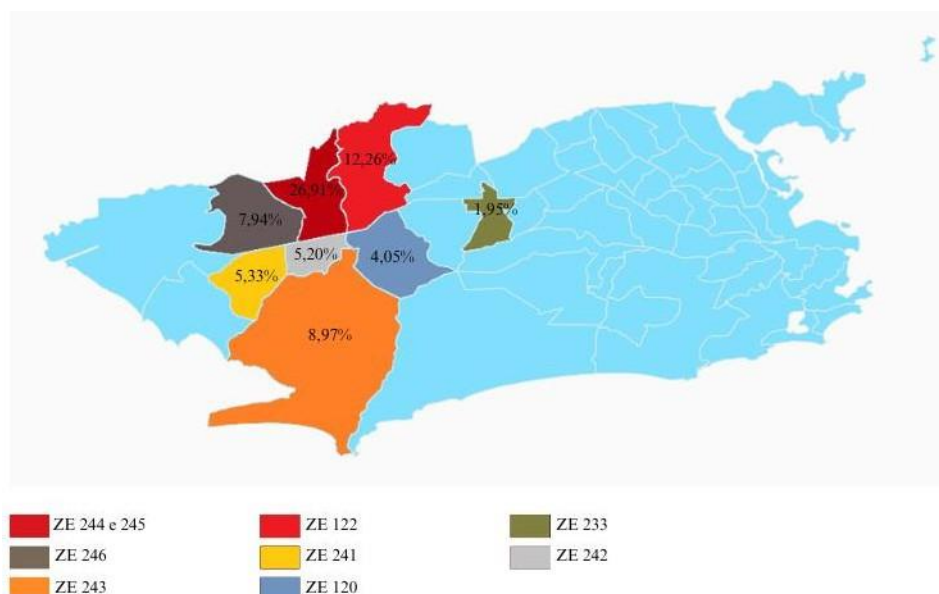 12,26%
26,91%
1,95%
7,94%
5,20%
4,05%
5,33%
8,97%
ZE 244 e 245
ZE 122
ZE 233
ZE 246
ZE 241
ZE 242
ZE 243
ZE 120